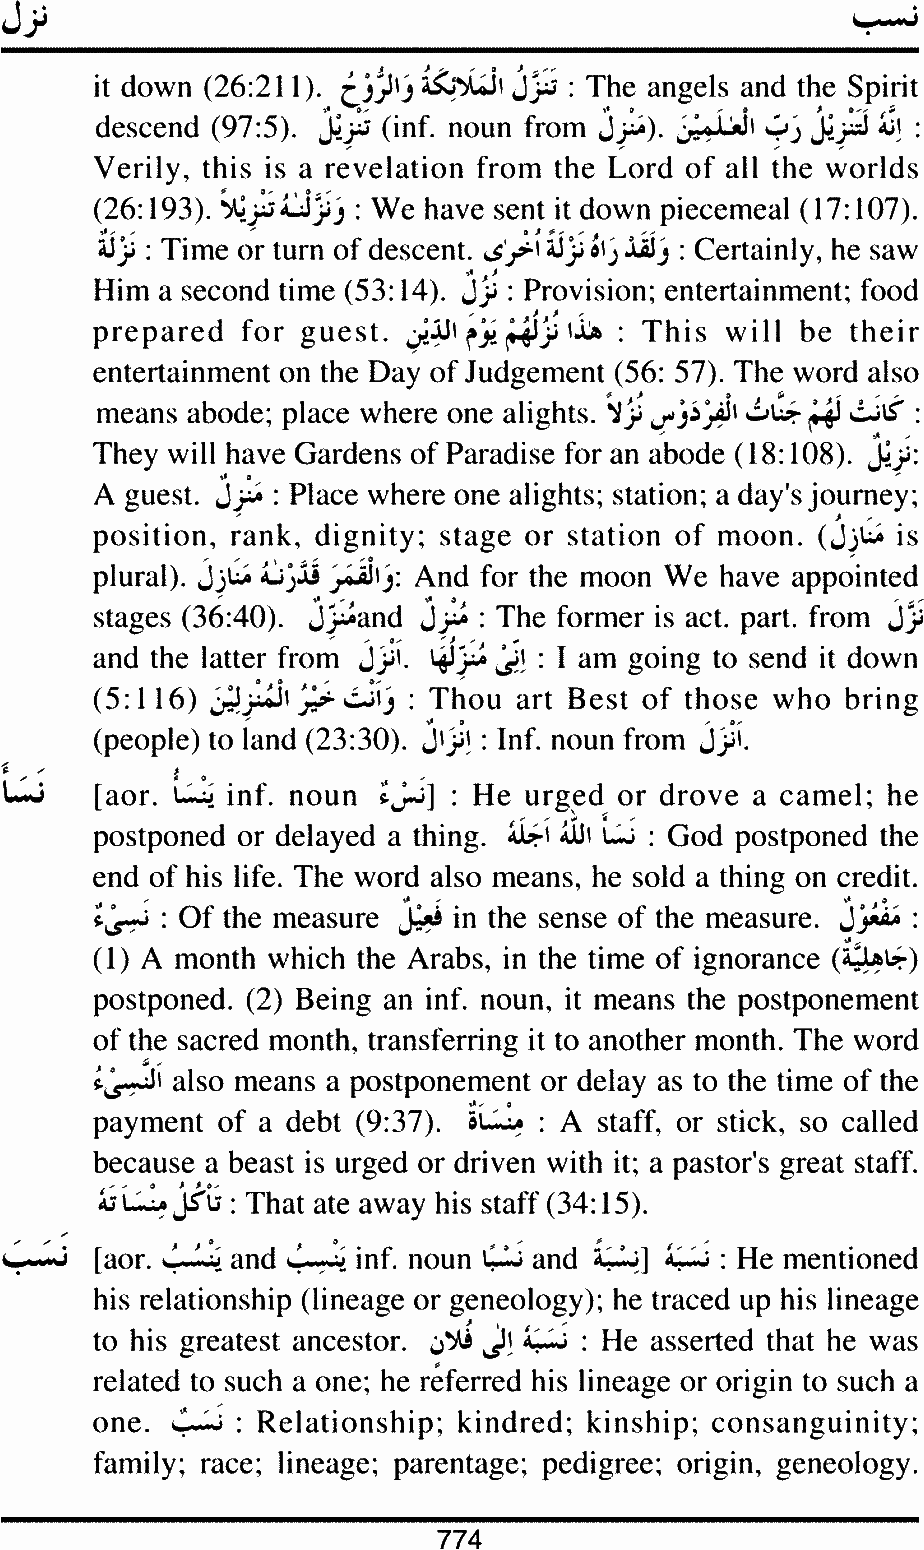 نزل نسب
it down (26:211). تَنَزَّلُ الْمَلَائِكَةُ وَالرُّوْحُ : The angels and the Spirit
descend (97:5). تَنْزِيْلٌ (inf. noun from نَزَّلَ). اِنَّهُ لَتَنْزِيْلُ رَبِّ الْعٰلَمِيْنَ :
Verily, this is a revelation from the Lord of all the worlds
(26:193). وَنَزَّلْنٰهُ تَنْزِيْلاً : We have sent it down piecemeal (17:107).
نَزْلَةٌ : Time or turn of descent. وَلَقَدْ رَاهُ نَزْلَةً اُخْرٰى : Certainly, he saw
Him a second time (53:14). نُزُلٌ : Provision; entertainment; food
prepared for guest. هٰذَا نُزُلُهُمْ يَوْمَ الدِّيْنِ : This will be their
entertainment on the Day of Judgement (56: 57). The word also
means abode; place where one alights. كَانَتْ لَهُمْ جَنّٰاتُ الْفِرْدَوْسِ نُزُلاً :
They will have Gardens of Paradise for an abode (18:108). نَزِيْلٌ:
A guest. مَنْزِلٌ : Place where one alights; station; a day's journey;
position, rank, dignity; stage or station of moon. (مَنَازِلُ is
plural). وَالْقَمَرَ قَدَّرْنٰهُ مَنَازِلَ: And for the moon We have appointed
stages (36:40). مُنَزِّلٌ and مُنْزِلٌ : The former is act. part. from نَزَّلَ
and the latter from اَنْزَلَ. اِنِّىْ مُنَزِّلُهَا : I am going to send it down
(5:116) وَاَنْتَ خَيْرُ الْمُنْزِلِيْنَ : Thou art Best of those who bring
(people) to land (23:30). اِنْزَالٌ : Inf. noun from اَنْزَلَ.
نَسَأَ [aor. يَنْسَأُ inf. noun نَسْءٌ] : He urged or drove a camel; he
postponed or delayed a thing. نَسَأَ اللّٰهُ اَجَلَهُ : God postponed the
end of his life. The word also means, he sold a thing on credit.
نَسِىْءٌ : Of the measure فَعِيْلٌ in the sense of the measure. مَفْعُوْلٌ :
(1) A month which the Arabs, in the time of ignorance (جَاهِلِيَّةٌ)
postponed. (2) Being an inf. noun, it means the postponement
of the sacred month, transferring it to another month. The word
اَلنَّسِىْءُ also means a postponement or delay as to the time of the
payment of a debt (9:37). مِنْسَاَةٌ : A staff, or stick, so called
because a beast is urged or driven with it; a pastor's great staff.
تَاْكُلُ مِنْسَاَ تَهُ : That ate away his staff (34:15).
نَسَبَ [aor. يَنْسُبُ and يَنْسِبُ inf. noun نَسْبًا and نِسْبَةً] نَسَبَهُ : He mentioned
his relationship (lineage or geneology); he traced up his lineage
to his greatest ancestor. نَسَبَهُ اِلٰى فُلَانٍ : He asserted that he was
related to such a one; he referred his lineage or origin to such a
one. نَسَبٌ : Relationship; kindred; kinship; consanguinity;
family; race; lineage; parentage; pedigree; origin, geneology.
774